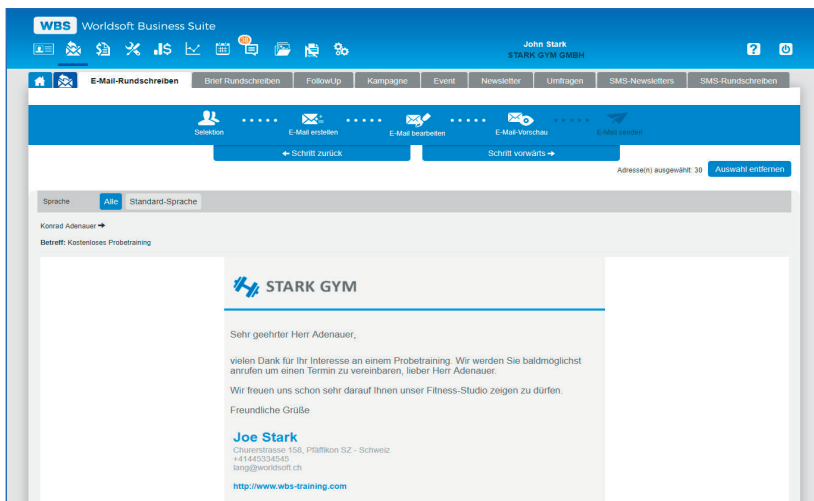 WBS Worldsoft Business Suite
John Stark
STARK GYM GMBH
E-Mail-Rundschreiben Brief Rundschreiben FollowUp Kampagne Event Newsletter Umfragen SMS-Newsletters SMS-Rundschreiben
Selektion E-Mail erstellen E-Mail bearbeiten E-Mail-Vorschau E-Mail senden
← Schritt zurück Schritt vorwärts →
Adresse(n) ausgewählt: 30 Auswahl entfernen
Sprache Alle Standard-Sprache
Konrad Adenauer →
Betreff: Kostenloses Probetraining
STARK GYM
Sehr geehrter Herr Adenauer,
vielen Dank für Ihr Interesse an einem Probetraining. Wir werden Sie baldmöglichst
anrufen um einen Termin zu vereinbaren, lieber Herr Adenauer.
Wir freuen uns schon sehr darauf Ihnen unser Fitness-Studio zeigen zu dürfen.
Freundliche Grüße
Joe Stark
Churerstrasse 158, Pfäffikon SZ - Schweiz
+41445334545
lang@worldsoft.ch
http://www.wbs-training.com